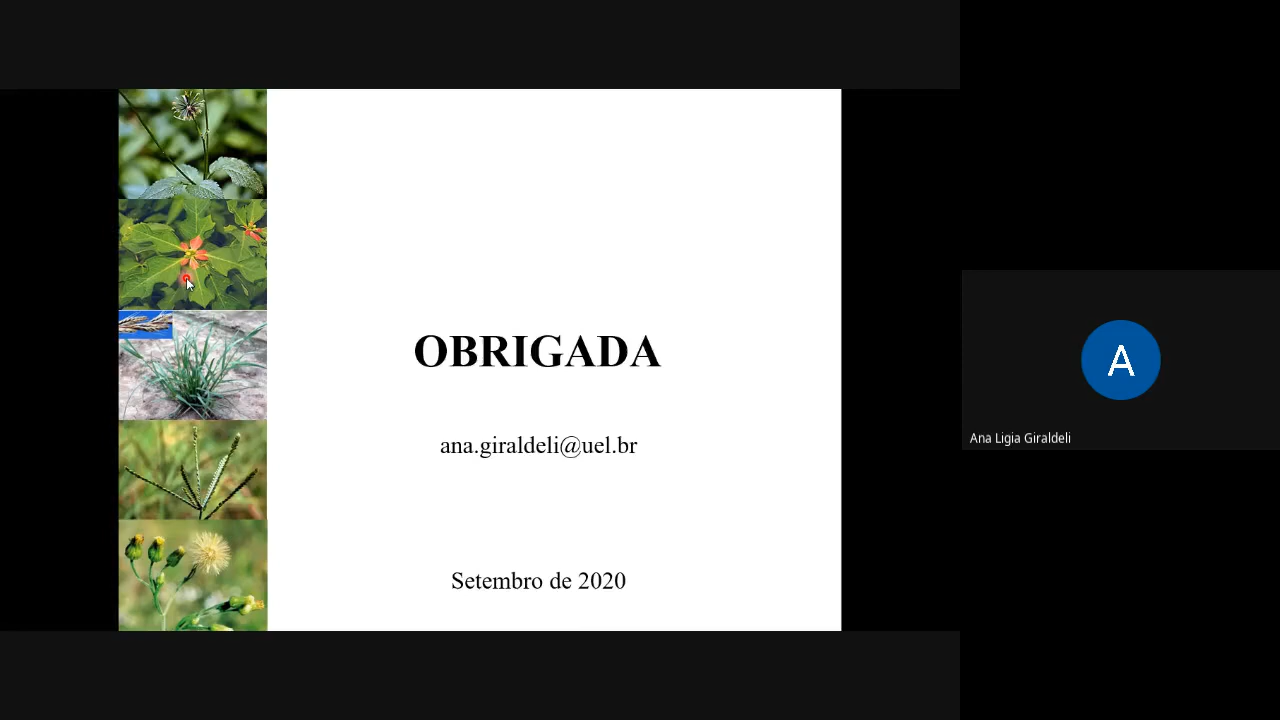 OBRIGADA
ana.giraldeli@uel.br
Setembro de 2020
A
Ana Ligia Giraldeli